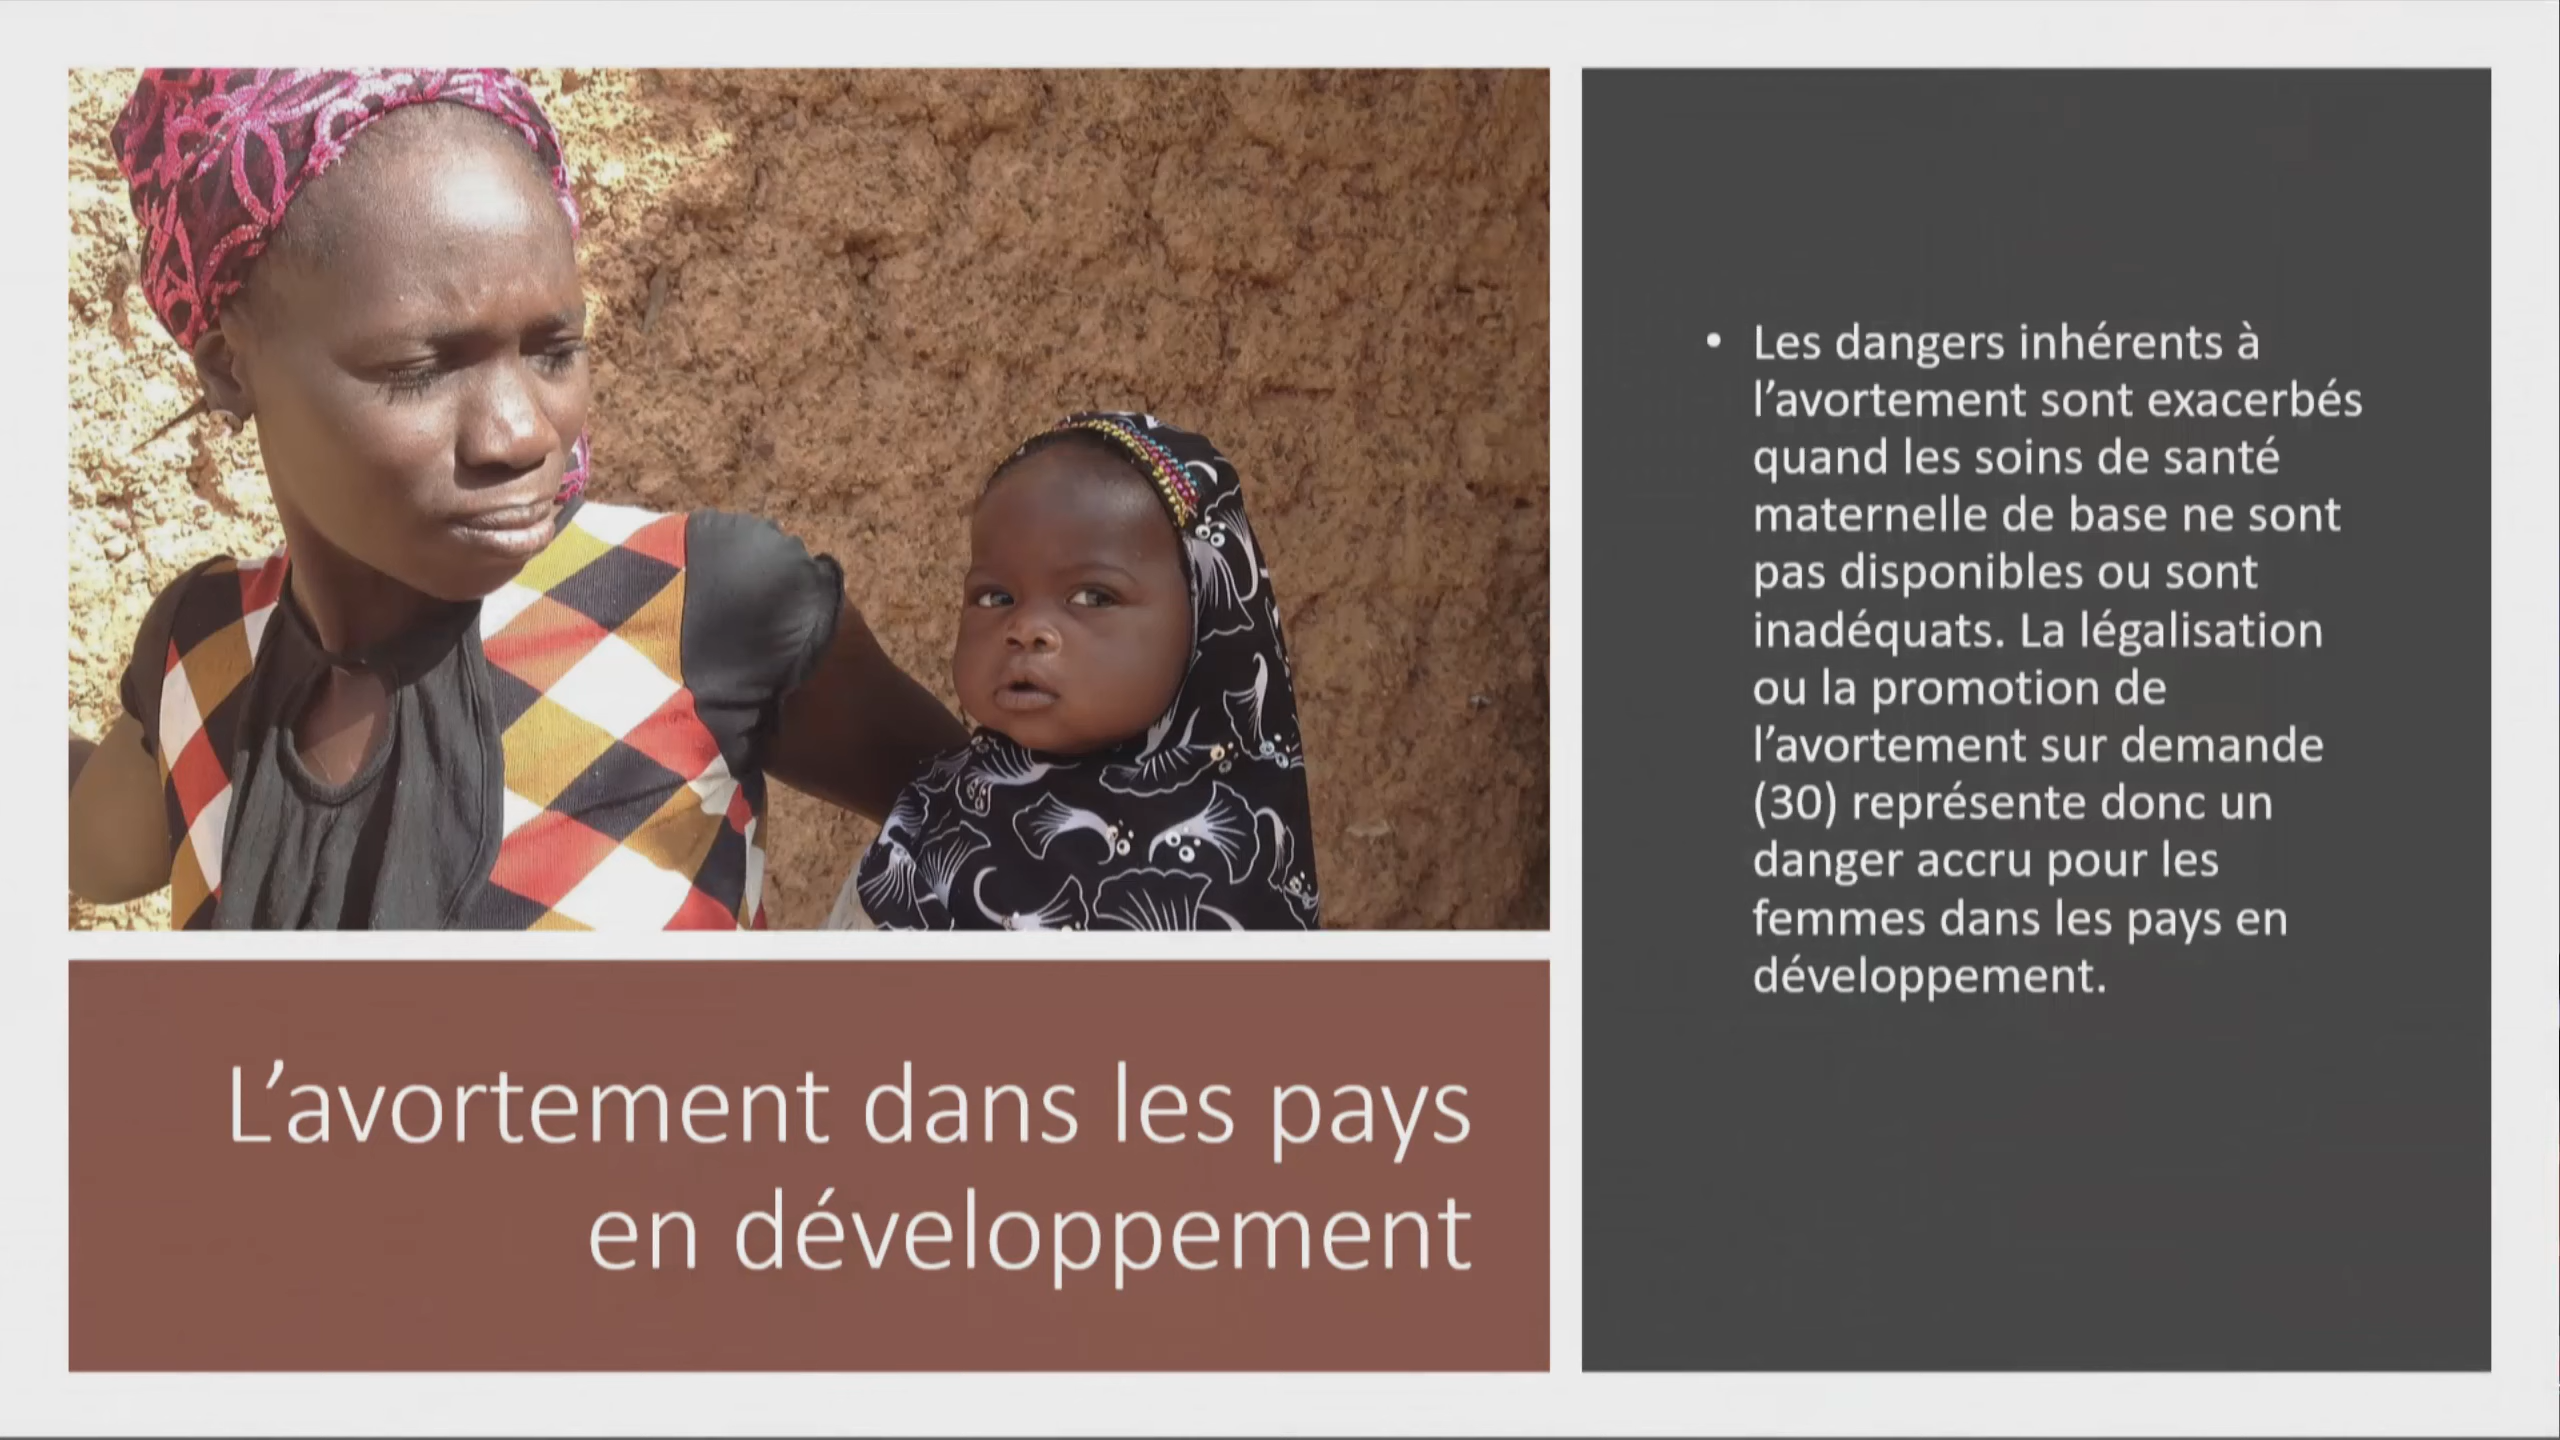 L’avortement dans les pays
en développement
• Les dangers inhérents à
l’avortement sont exacerbés
quand les soins de santé
maternelle de base ne sont
pas disponibles ou sont
inadéquats. La légalisation
ou la promotion de
l’avortement sur demande
(30) représente donc un
danger accru pour les
femmes dans les pays en
développement.